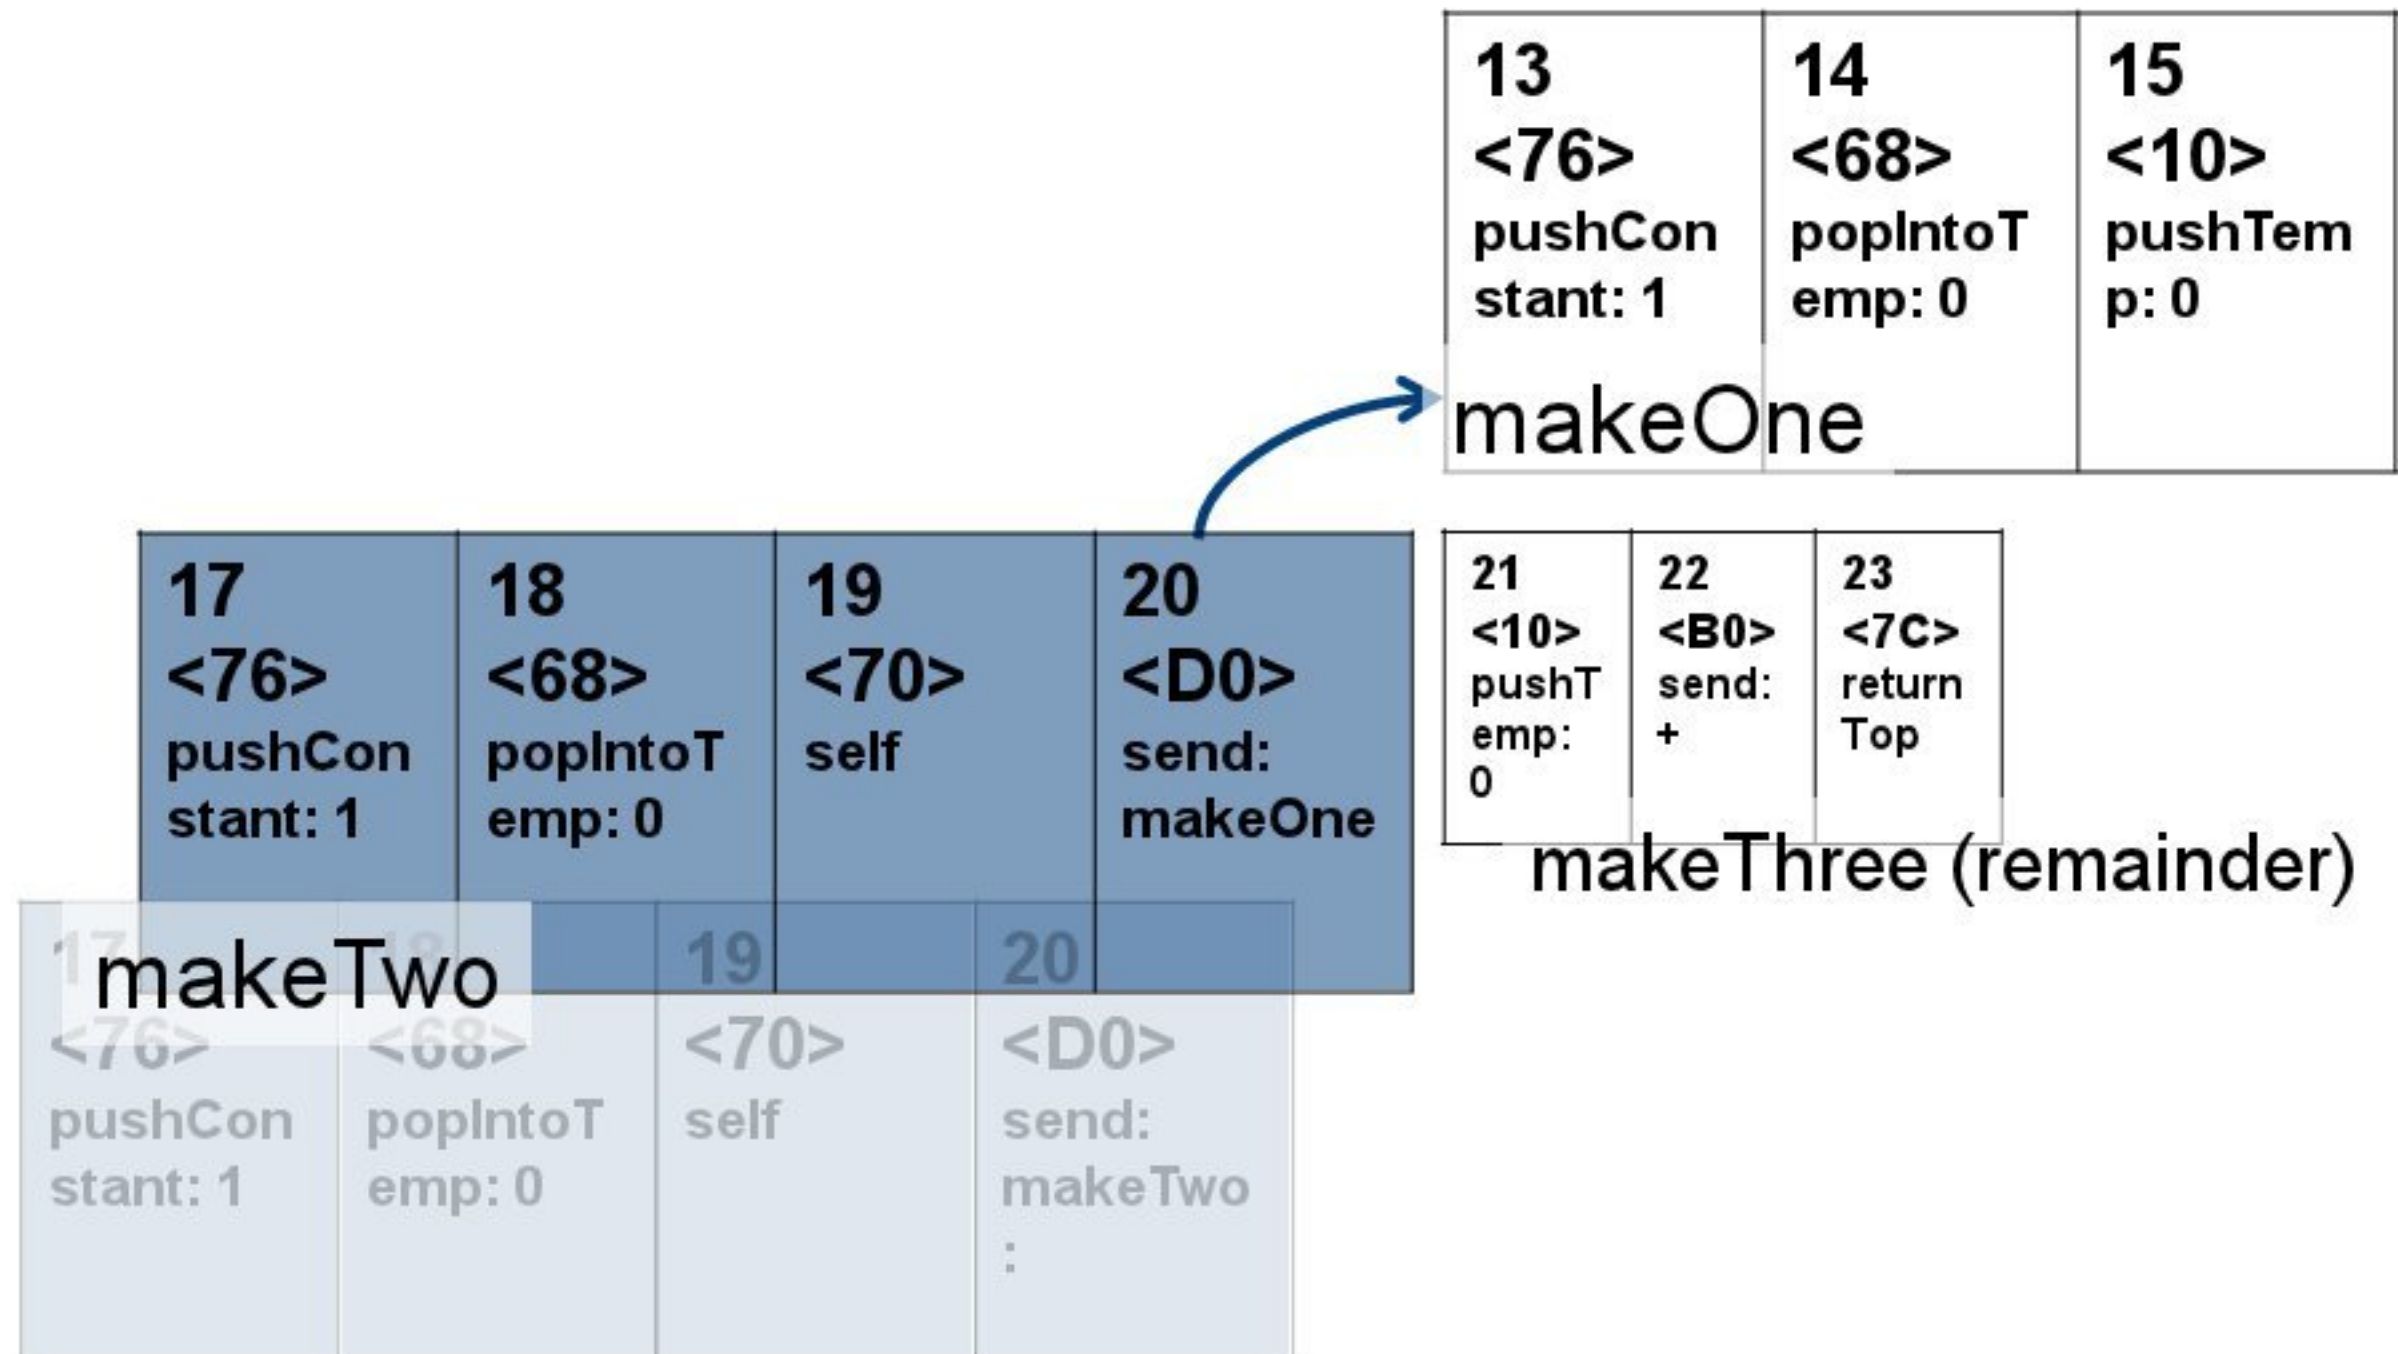 13
<76>
pushCon
stant: 1
14
<68>
popIntoT
emp: 0
15
<10>
pushTem
p: 0
makeOne
17
<76>
pushCon
stant: 1
18
<68>
popIntoT
emp: 0
19
<70>
self
20
<D0>
send:
makeOne
21
<10>
pushT
emp:
0
22
<B0>
send:
+
23
<7C>
return
Top
makeThree (remainder)
makeTwo
17
<76>
pushCon
stant: 1
18
<68>
popIntoT
emp: 0
19
<70>
self
20
<D0>
send:
makeTwo
: